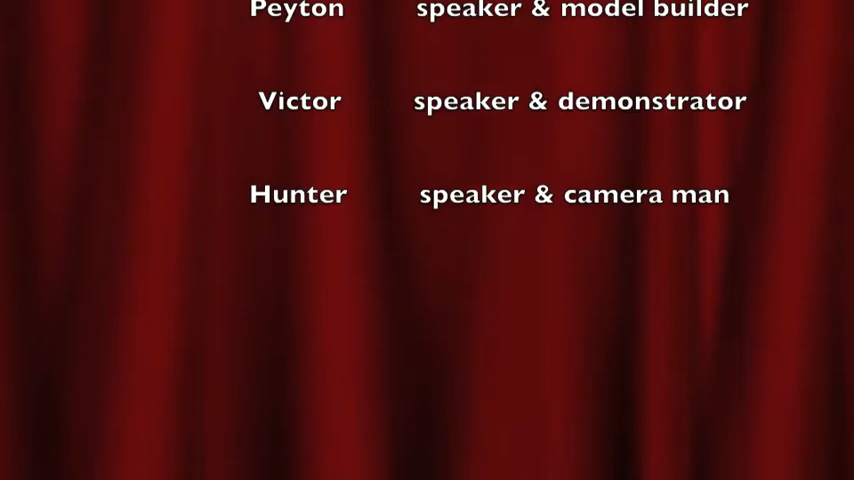 Peyton speaker & model builder
Victor speaker & demonstrator
Hunter speaker & camera man